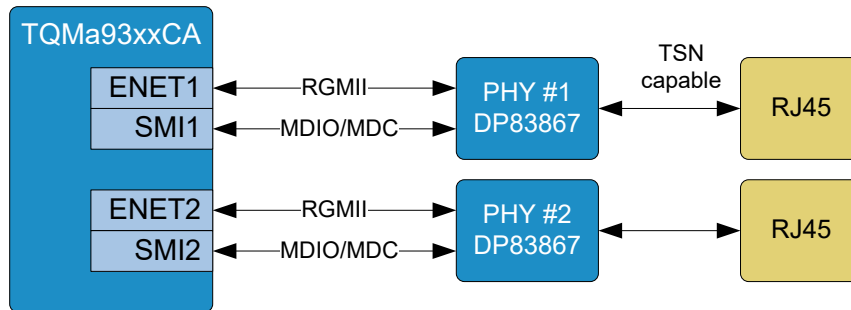 TQMa93xxCA
TSN
capable
ENET1
RGMII
PHY #1
DP83867
RJ45
SMI1
MDIO/MDC
ENET2
RGMII
PHY #2
DP83867
RJ45
SMI2
MDIO/MDC